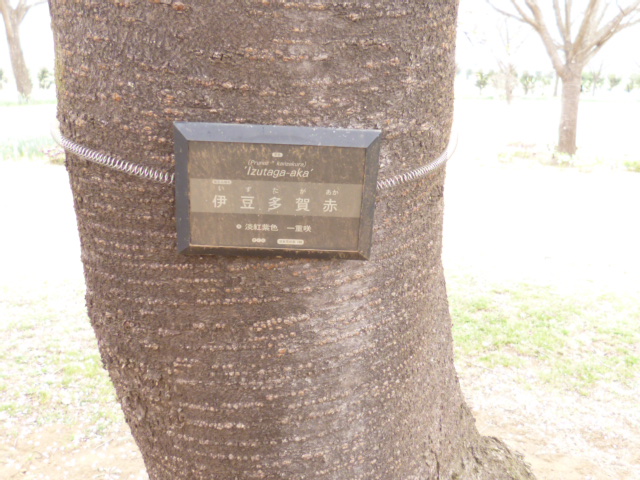 (Prunus × kanzakura)
'Izutaga-aka'
い ず た が あか
伊豆多賀赤
淡紅紫色 一重咲